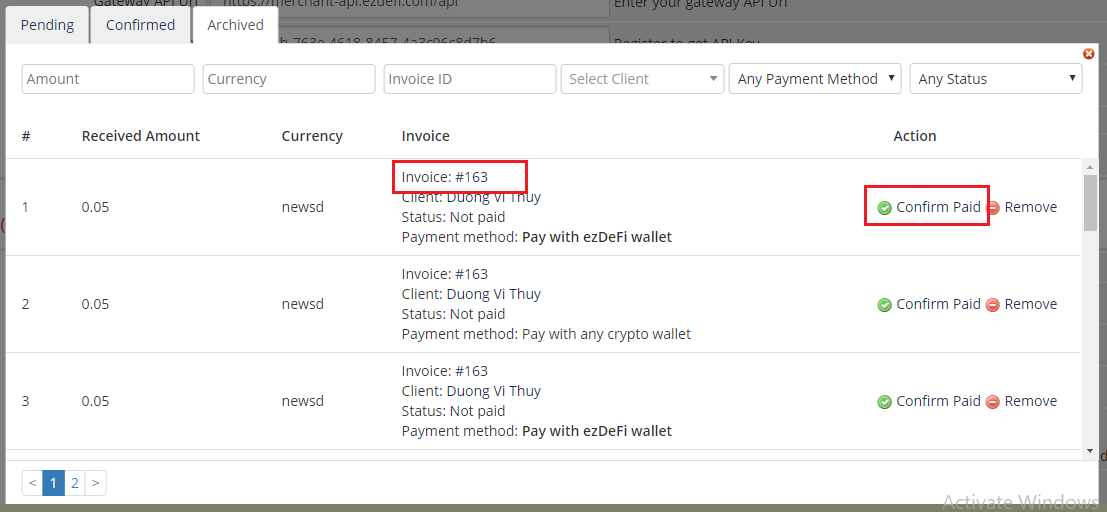 Gateway API Url https://merchant-api.ezdefi.com/api Enter your gateway API Url
Pending Confirmed Archived
b-763e-4618-8457-4a3c06c8d7b6 Register to get API Key
Amount Currency Invoice ID Select Client Any Payment Method Any Status
# Received Amount Currency Invoice Action
1 0.05 newsd Invoice: #163
Client: Duong Vi Thuy
Status: Not paid
Payment method: Pay with ezDeFi wallet
Confirm Paid Remove
2 0.05 newsd Invoice: #163
Client: Duong Vi Thuy
Status: Not paid
Payment method: Pay with any crypto wallet
Confirm Paid Remove
3 0.05 newsd Invoice: #163
Client: Duong Vi Thuy
Status: Not paid
Payment method: Pay with ezDeFi wallet
Confirm Paid Remove
< 1 2 >
Activate Windows